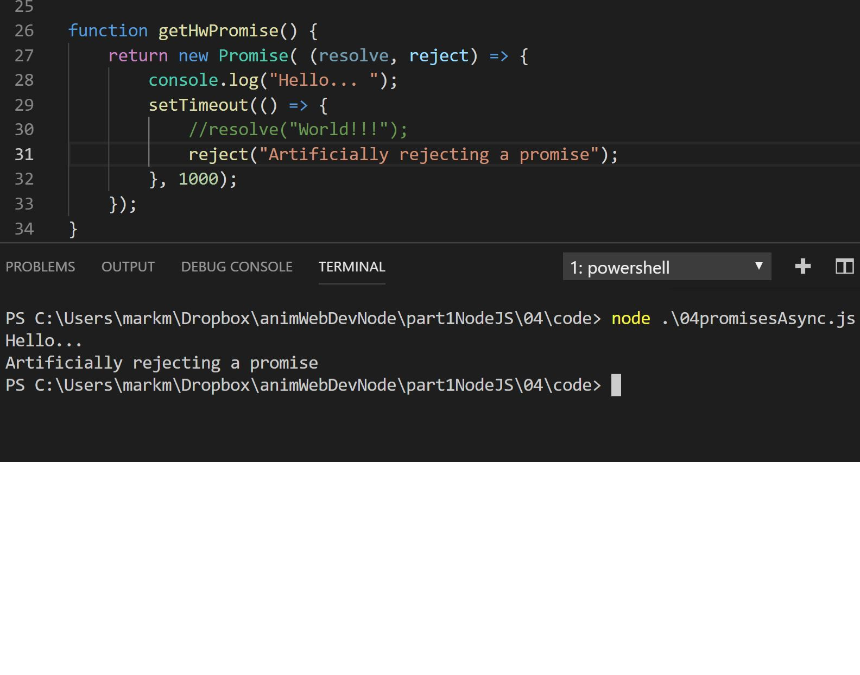 25
26 function getHwPromise() {
27 return new Promise( (resolve, reject) => {
28 console.log("Hello... ");
29 setTimeout(() => {
30 //resolve("World!!!");
31 reject("Artificially rejecting a promise");
32 }, 1000);
33 });
34 }
PROBLEMS OUTPUT DEBUG CONSOLE TERMINAL 1: powershell
PS C:\Users\markm\Dropbox\animWebDevNode\part1NodeJS\04\code> node .\04promisesAsync.js
Hello...
Artificially rejecting a promise
PS C:\Users\markm\Dropbox\animWebDevNode\part1NodeJS\04\code>